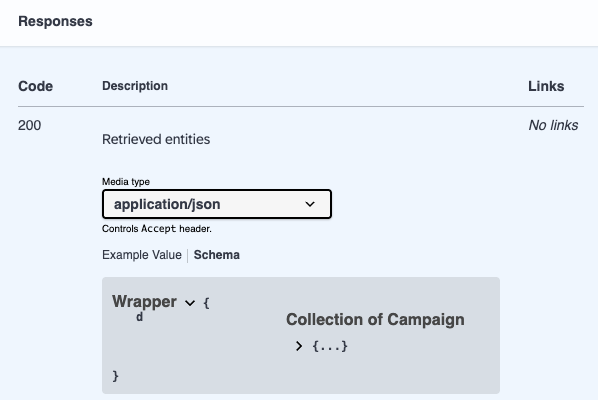 Responses
Code Description Links
200 Retrieved entities No links
Media type
application/json
Controls Accept header.
Example Value | Schema
Wrapper {
d Collection of Campaign
{...}
}